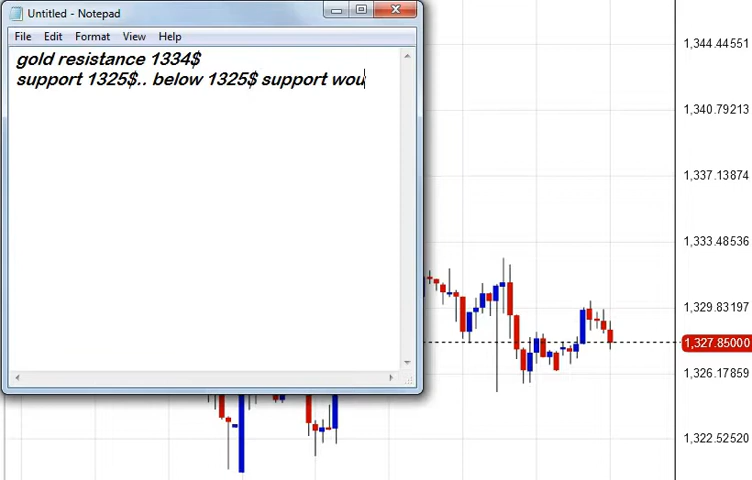 Untitled - Notepad
File Edit Format View Help
gold resistance 1334$
support 1325$.. below 1325$ support wou
1,344.44551
1,340.79213
1,337.13874
1,333.48536
1,329.83197
1,327.85000
1,326.17859
1,322.52520